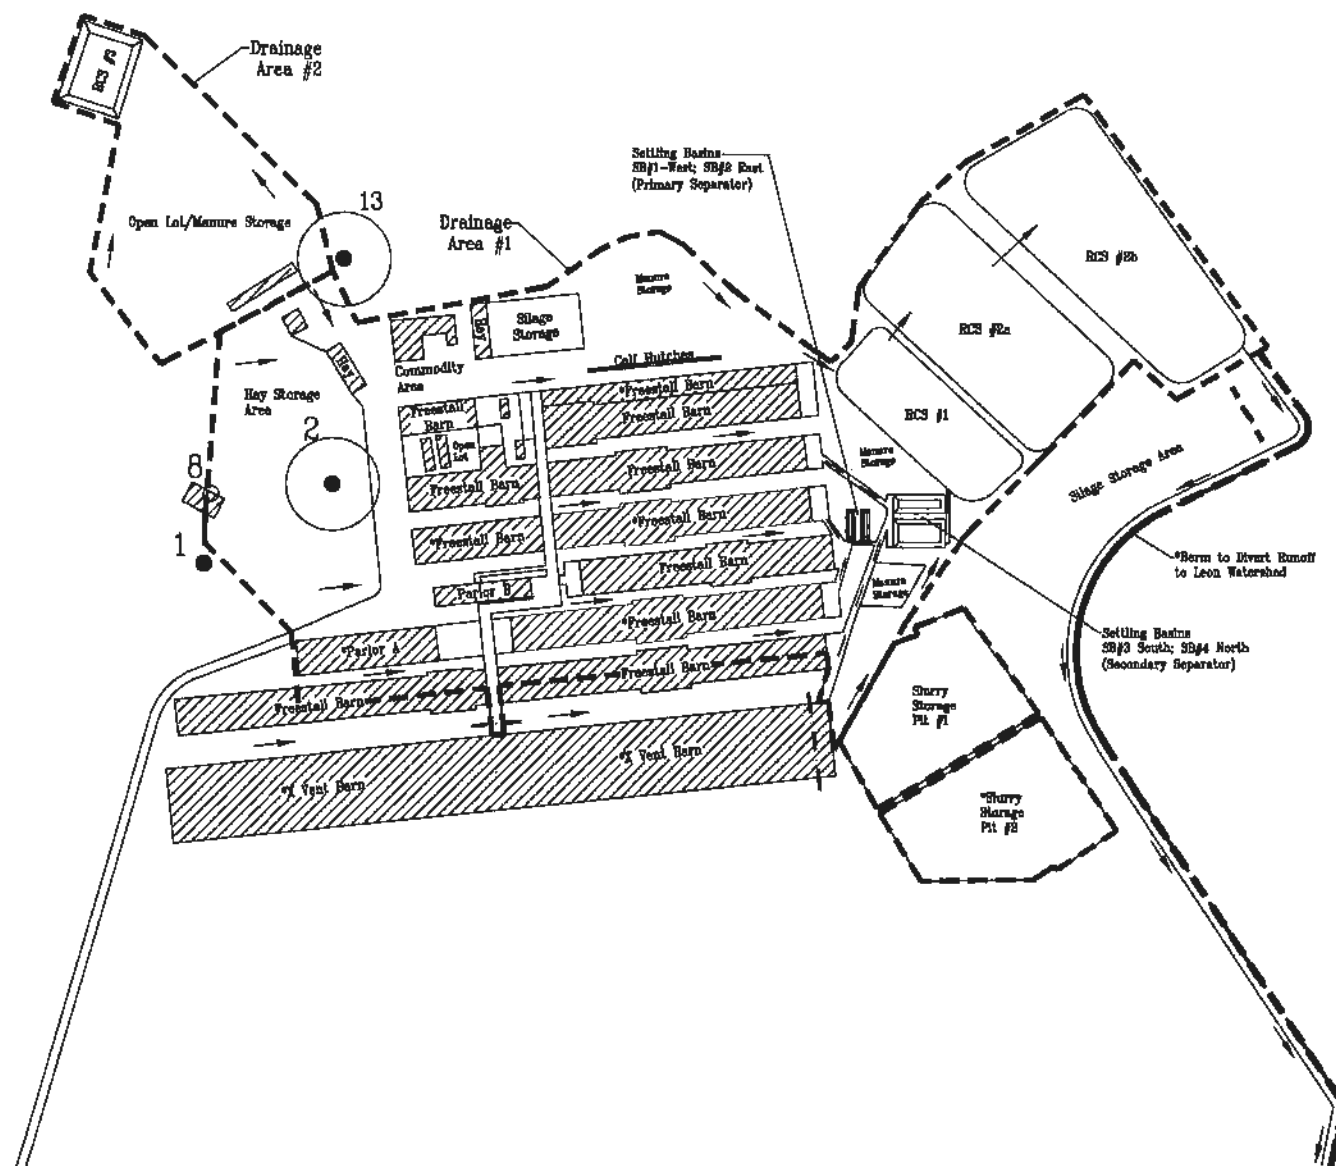 Drainage
Area #2
RCS #3
13
Open Lot/Manure Storage
Drainage
Area #1
Settling Basins
SB#1-West; SB#2 East
(Primary Separator)
Manure
Storage
RCS #2b
RCS #2a
RCS #1
Hay
Silage
Storage
Commodity
Area
Hay
Hay Storage
Area
Calf Hutches
*Freestall Barn
Freestall Barn
Freestall
Barn
Open
Lot
Freestall Barn
Freestall Barn
2
8
1
Manure
Storage
Silage Storage Area
*Freestall Barn
*Freestall Barn
Freestall Barn
Parlor B
Manure
Storage
*Berm to Divert Runoff
to Leon Watershed
*Freestall Barn
*Parlor A
*Freestall Barn
Freestall Barn
Settling Basins
SB#3 South; SB#4 North
(Secondary Separator)
Slurry
Storage
Pit #1
*X Vent Barn
*X Vent Barn
*Slurry
Storage
Pit #2